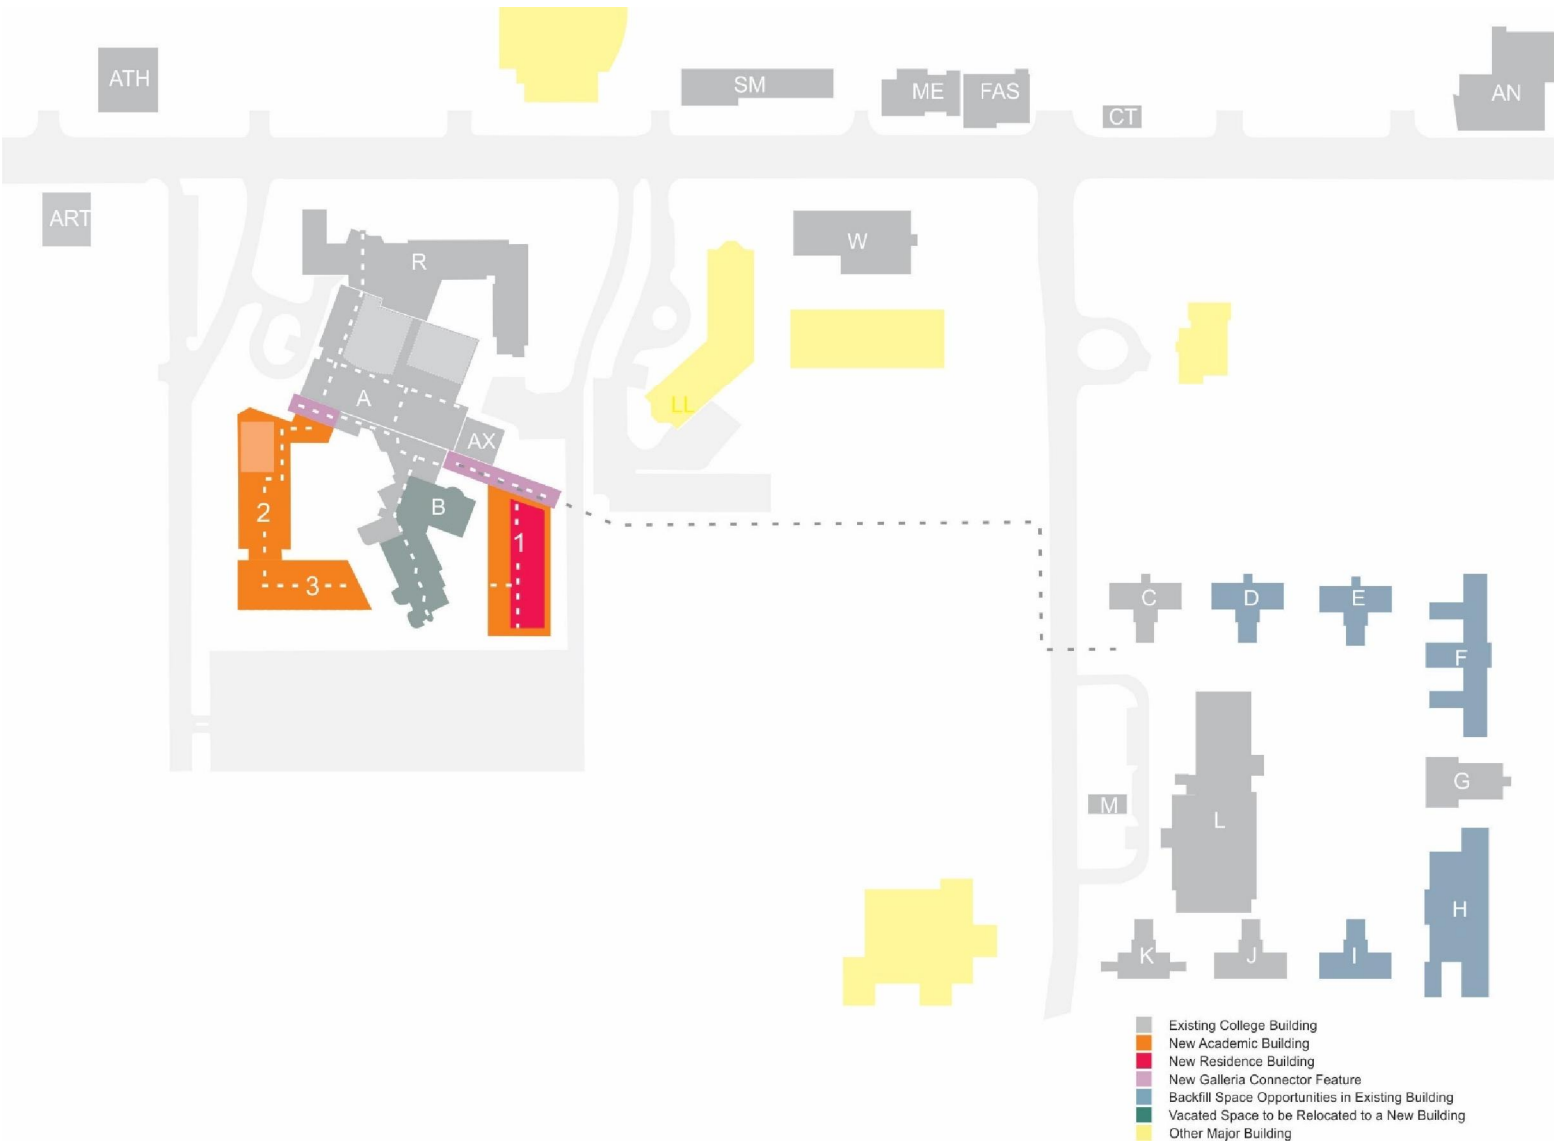 ATH
SM
ME
FAS
CT
AN
ART
R
W
A
LL
AX
B
2
1
3
C
D
E
F
G
M
L
H
K
J
I
Existing College Building
New Academic Building
New Residence Building
New Galleria Connector Feature
Backfill Space Opportunities in Existing Building
Vacated Space to be Relocated to a New Building
Other Major Building